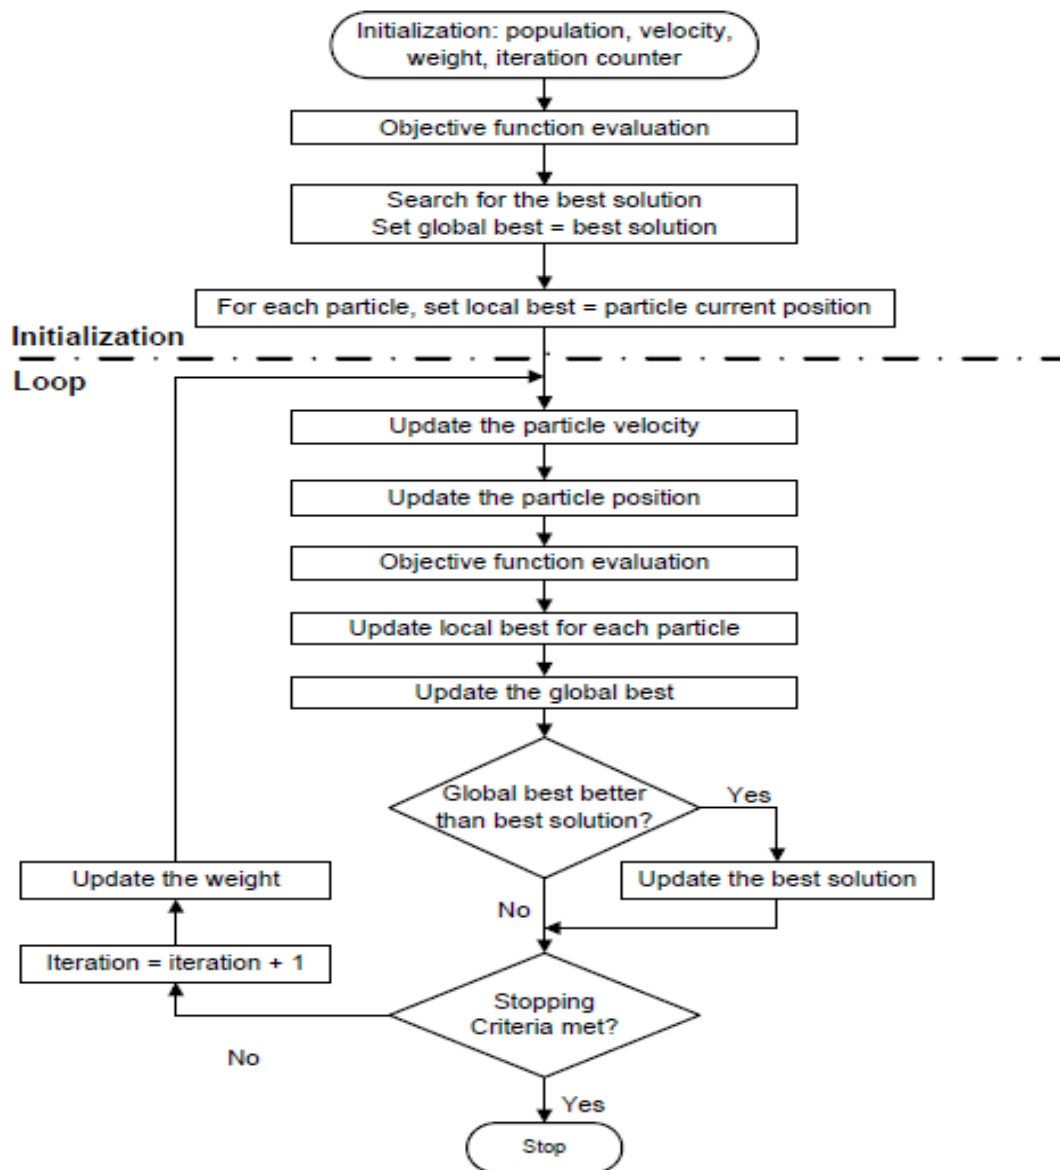 Initialization: population, velocity,
weight, iteration counter
Objective function evaluation
Search for the best solution
Set global best = best solution
For each particle, set local best = particle current position
Initialization
Loop
Update the particle velocity
Update the particle position
Objective function evaluation
Update local best for each particle
Update the global best
Global best better
than best solution?
Yes
Update the best solution
No
Update the weight
Iteration = iteration + 1
Stopping
Criteria met?
No
Yes
Stop